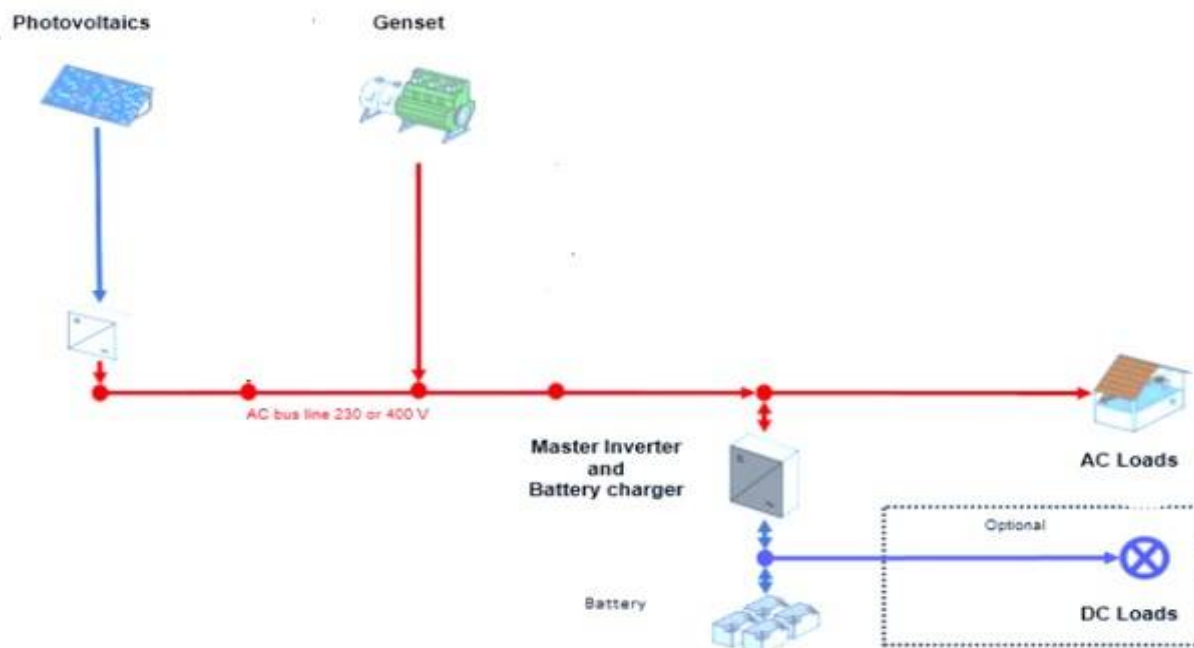 Photovoltaics
Genset
AC bus line 230 or 400 V
Master Inverter
and
Battery charger
AC Loads
Optional
Battery
DC Loads